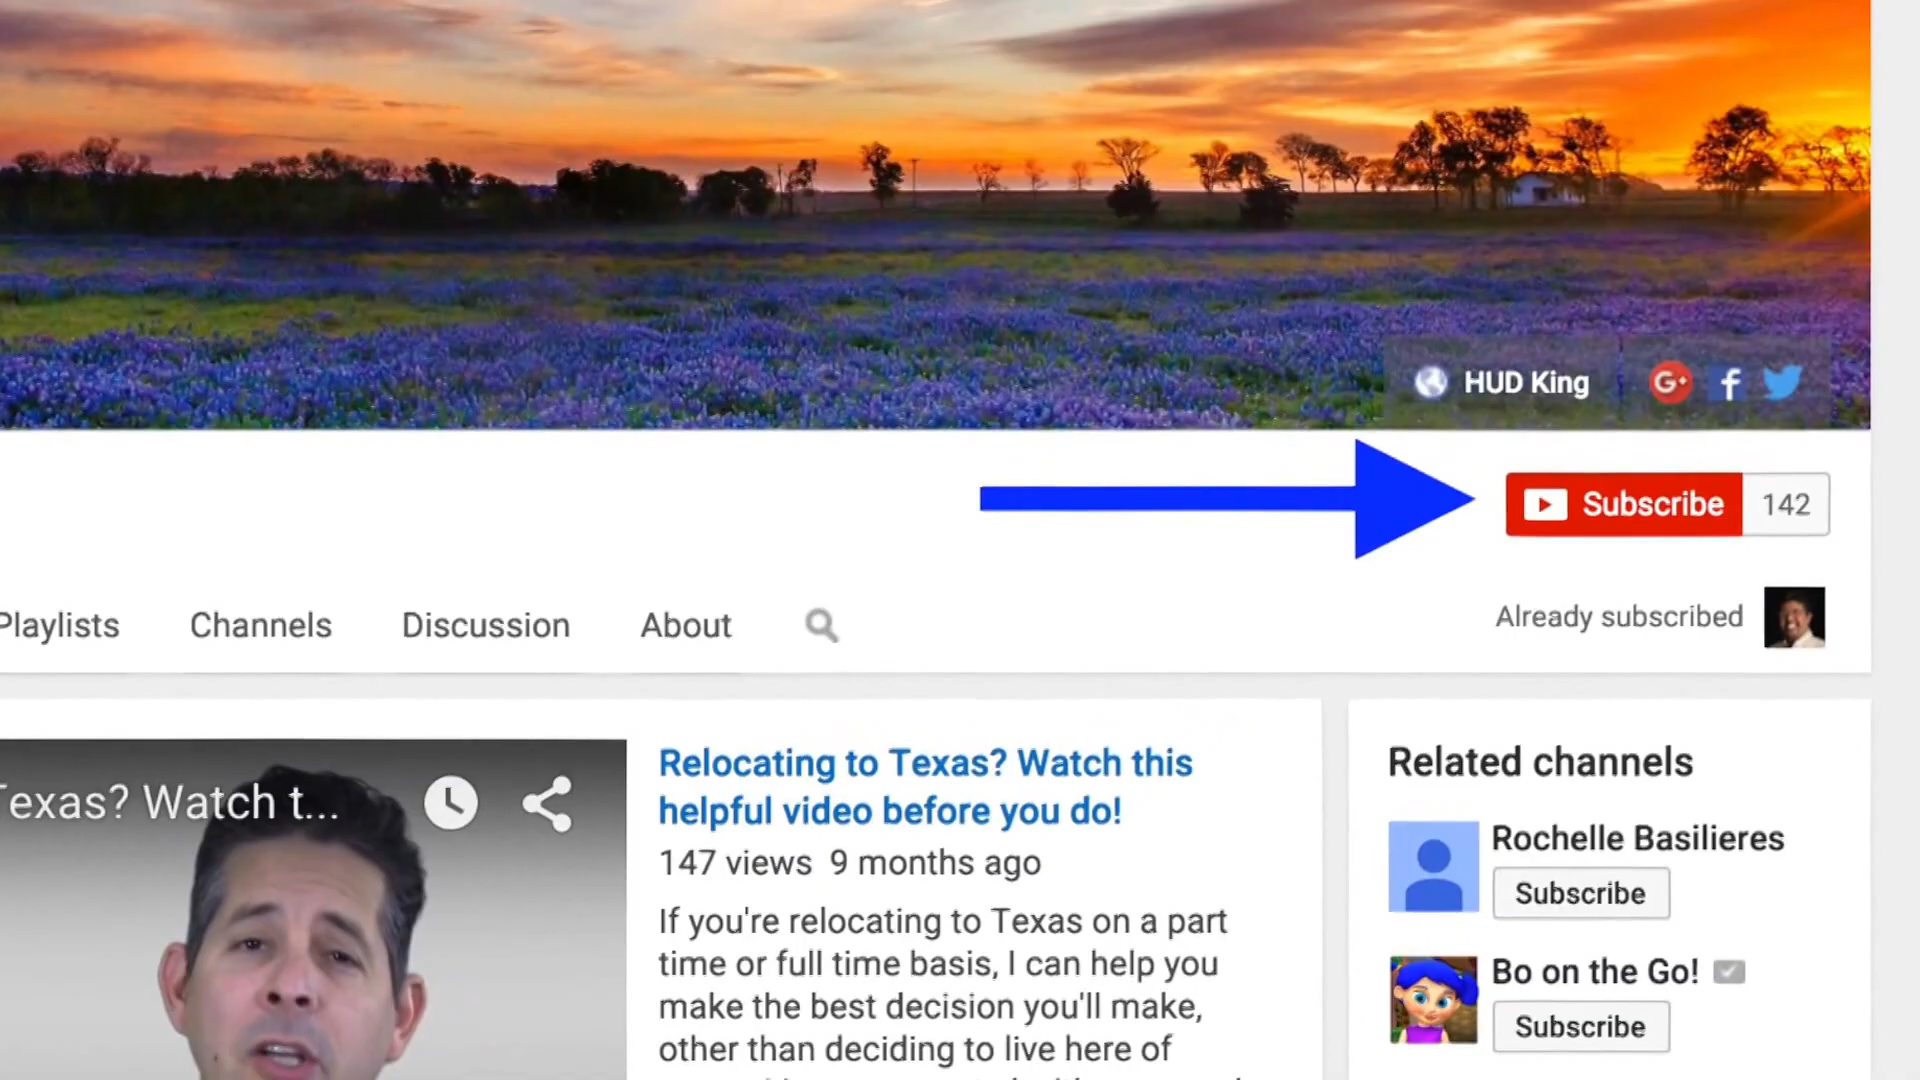 HUD King
Subscribe 142
Playlists Channels Discussion About
Already subscribed
Texas? Watch t...
Relocating to Texas? Watch this
helpful video before you do!
147 views 9 months ago
If you're relocating to Texas on a part
time or full time basis, I can help you
make the best decision you'll make,
other than deciding to live here of
Related channels
Rochelle Basilieres
Subscribe
Bo on the Go!
Subscribe